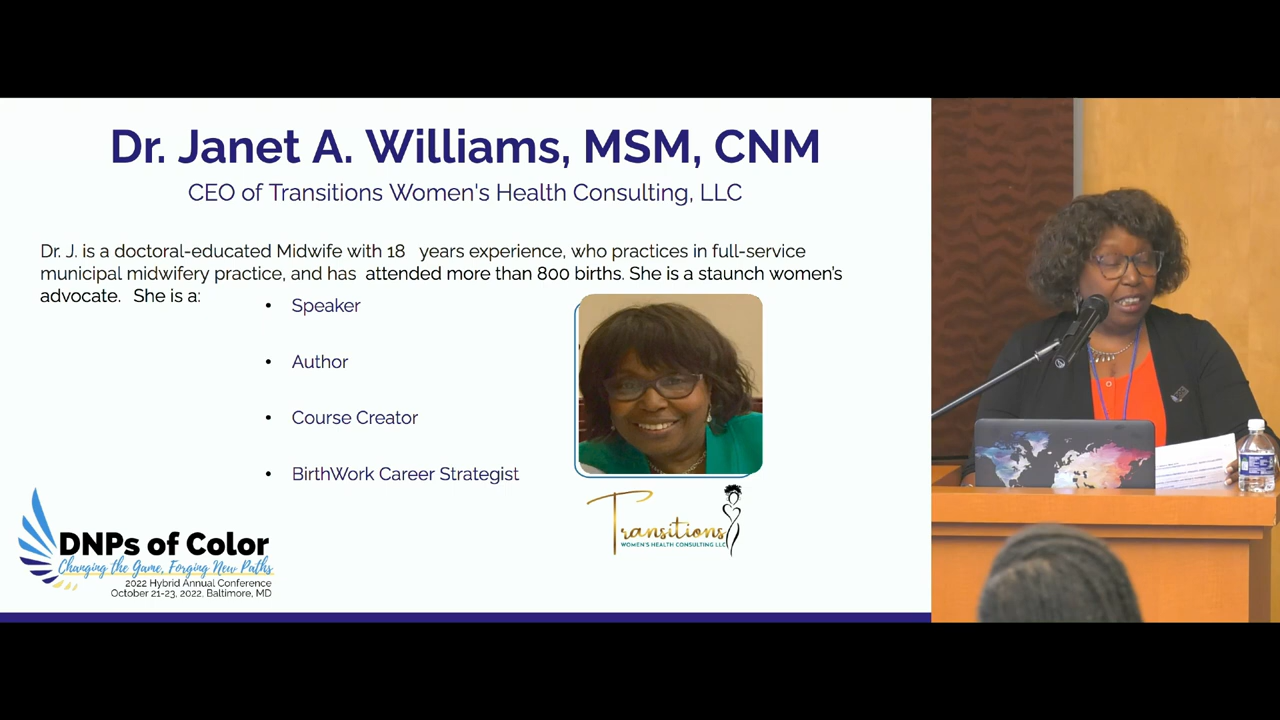 Dr. Janet A. Williams, MSM, CNM
CEO of Transitions Women's Health Consulting, LLC
Dr. J. is a doctoral-educated Midwife with 18 years experience, who practices in full-service
municipal midwifery practice, and has attended more than 800 births. She is a staunch women's
advocate. She is a:
• Speaker
• Author
• Course Creator
• BirthWork Career Strategist
Transitions
WOMEN'S HEALTH CONSULTING LLC
DNPs of Color
Changing the Game, Forging New Paths
2022 Hybrid Annual Conference
October 21-23, 2022, Baltimore, MD